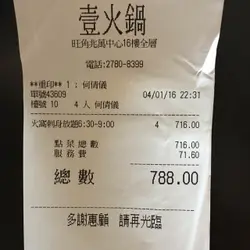 壹火鍋
旺角兆萬中心16樓全層
電話:2780-8399
**重印** 1 : 何倩儀
單號43609 04/01/16 22:31
檯號 10 4 人 何倩儀
火窩刺身放題6:30-9:00 4 716.00
點菜總數 716.00
服務費 71.60
總數 788.00
多謝惠顧 請再光臨